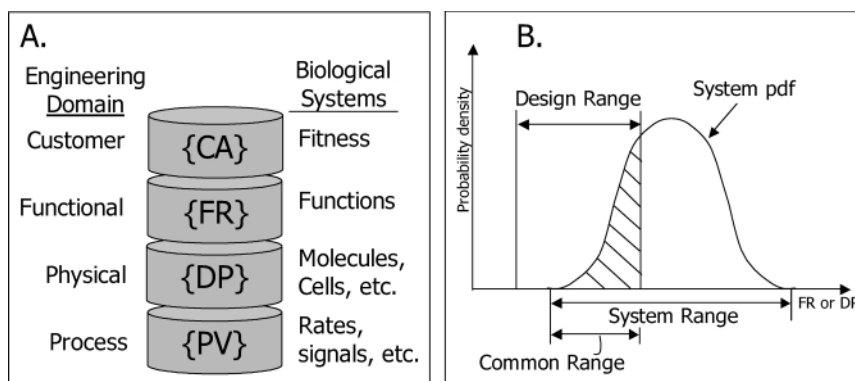 A.
Engineering
Domain
Biological
Systems
Customer
{CA}
Fitness
Functional
{FR}
Functions
Physical
{DP}
Molecules,
Cells, etc.
Process
{PV}
Rates,
signals, etc.
B.
Probability density
Design Range
System pdf
FR or DP
System Range
Common Range